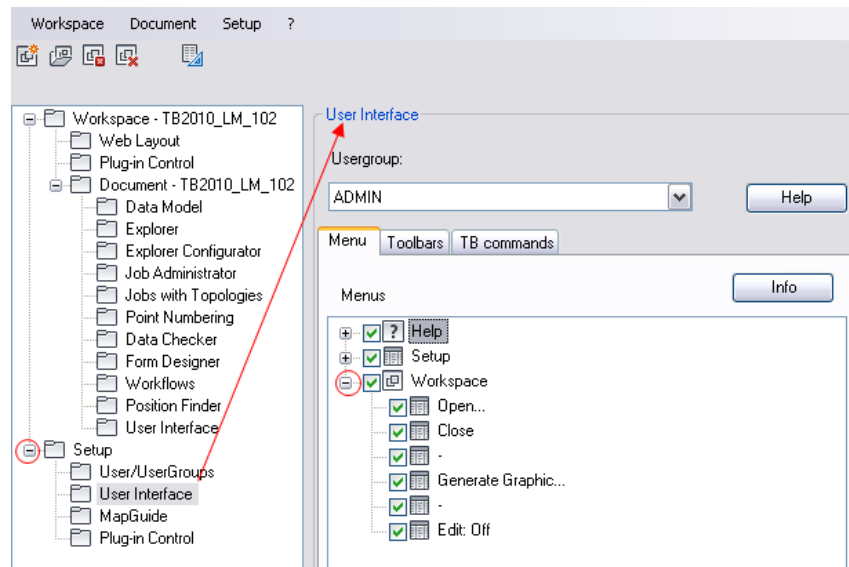 Workspace Document Setup ?
Workspace - TB2010_LM_102
Web Layout
Plug-in Control
Document - TB2010_LM_102
Data Model
Explorer
Explorer Configurator
Job Administrator
Jobs with Topologies
Point Numbering
Data Checker
Form Designer
Workflows
Position Finder
User Interface
Setup
User/UserGroups
User Interface
MapGuide
Plug-in Control
User Interface
Usergroup:
ADMIN
Help
Menu Toolbars TB commands
Info
Menus
? Help
Setup
Workspace
Open...
Close
-
Generate Graphic...
-
Edit: Off